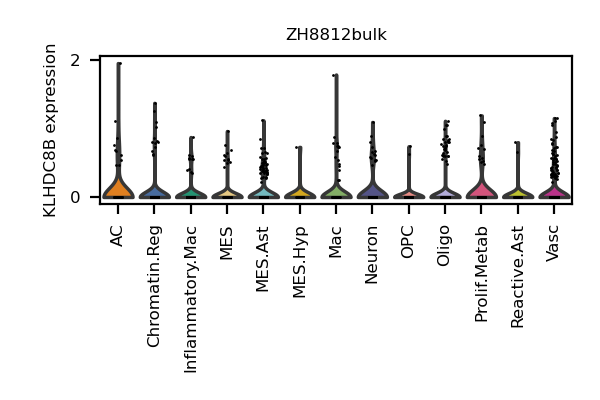 ZH8812bulk
KLHDC8B expression
2
0
AC
Chromatin.Reg
Inflammatory.Mac
MES
MES.Ast
MES.Hyp
Mac
Neuron
OPC
Oligo
Prolif.Metab
Reactive.Ast
Vasc